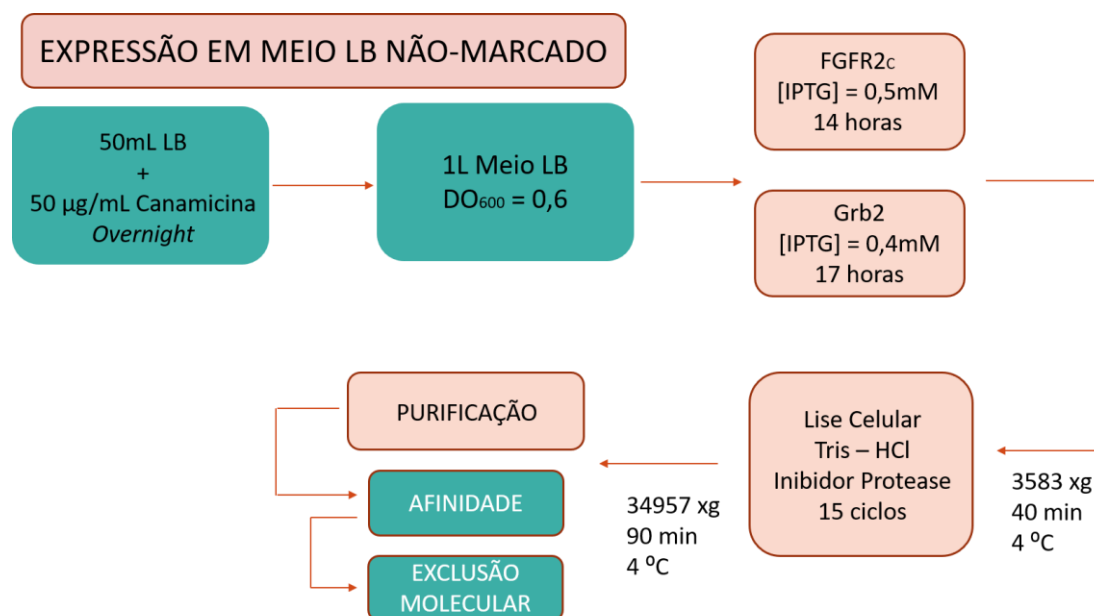 EXPRESSÃO EM MEIO LB NÃO-MARCADO
50mL LB
+
50 µg/mL Canamicina
Overnight
1L Meio LB
DO₆₀₀ = 0,6
FGFR2c
[IPTG] = 0,5mM
14 horas
Grb2
[IPTG] = 0,4mM
17 horas
3583 xg
40 min
4 ⁰C
Lise Celular
Tris – HCl
Inibidor Protease
15 ciclos
34957 xg
90 min
4 ⁰C
PURIFICAÇÃO
AFINIDADE
EXCLUSÃO
MOLECULAR